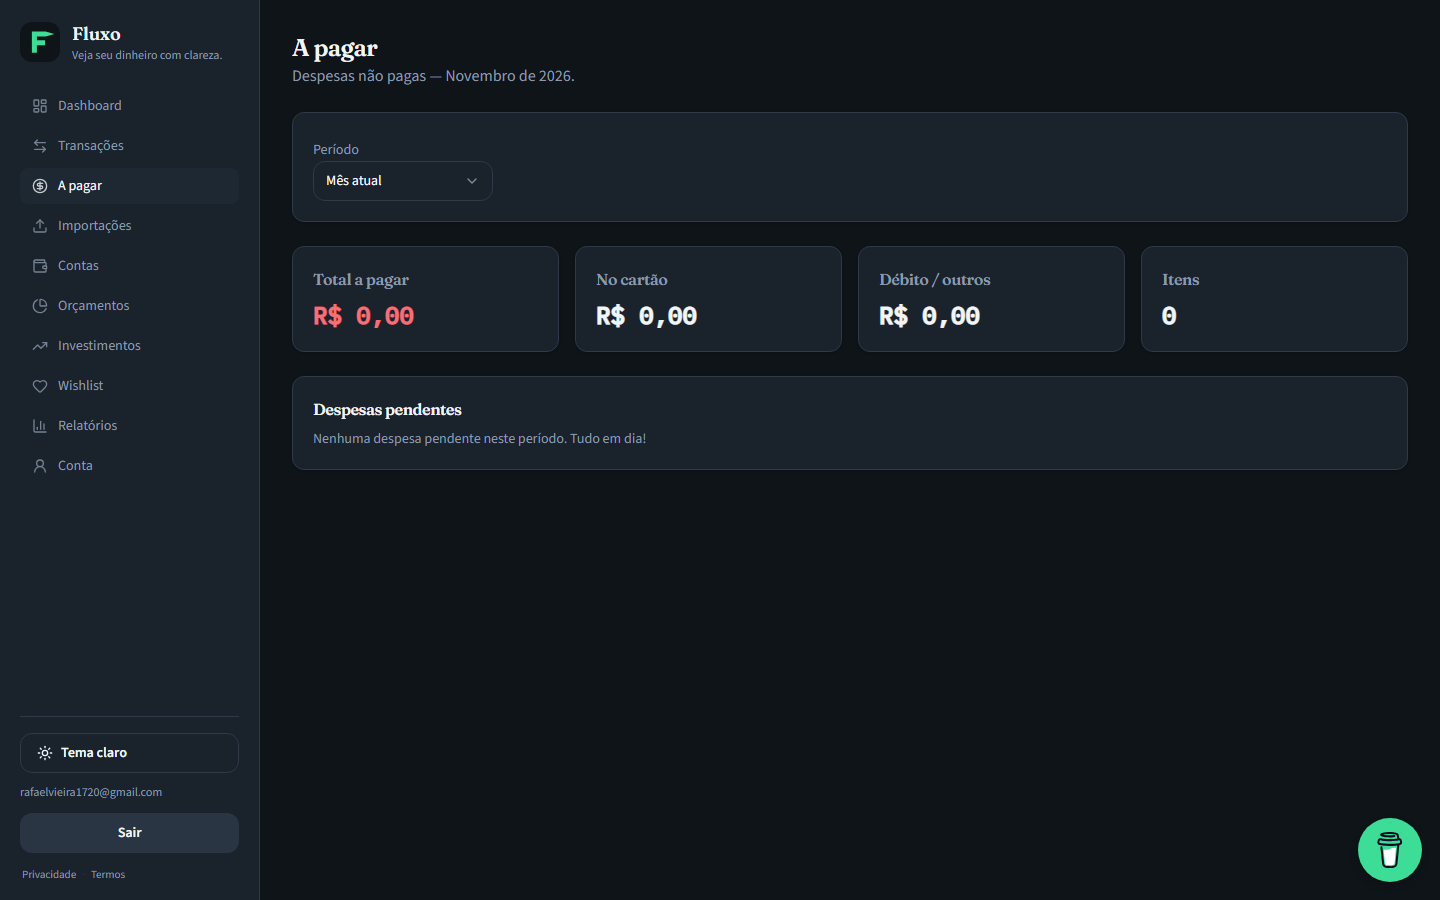 Fluxo
Veja seu dinheiro com clareza.
Dashboard
Transações
A pagar
Importações
Contas
Orçamentos
Investimentos
Wishlist
Relatórios
Conta
Tema claro
rafaelvieira1720@gmail.com
Sair
Privacidade · Termos
A pagar
Despesas não pagas — Novembro de 2026.
Período
Mês atual
Total a pagar
R$ 0,00
No cartão
R$ 0,00
Débito / outros
R$ 0,00
Itens
0
Despesas pendentes
Nenhuma despesa pendente neste período. Tudo em dia!